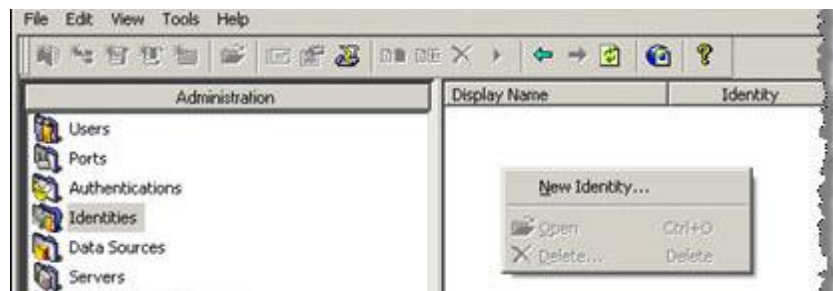 File Edit View Tools Help
Administration
Display Name Identity
Users
Ports
Authentications
Identities
Data Sources
Servers
New Identity...
Open Ctrl+O
Delete... Delete